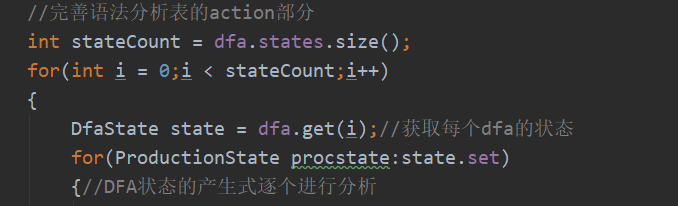 //完善语法分析表的action部分
int stateCount = dfa.states.size();
for(int i = 0;i < stateCount;i++)
{
DfaState state = dfa.get(i);//获取每个dfa的状态
for(ProductionState procstate:state.set)
{//DFA状态的产生式逐个进行分析